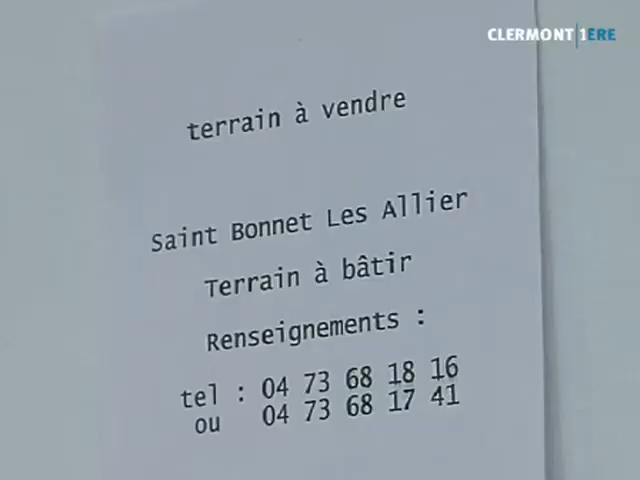 CLERMONT 1ERE
terrain à vendre
Saint Bonnet Les Allier
Terrain à bâtir
Renseignements :
tel : 04 73 68 18 16
ou 04 73 68 17 41